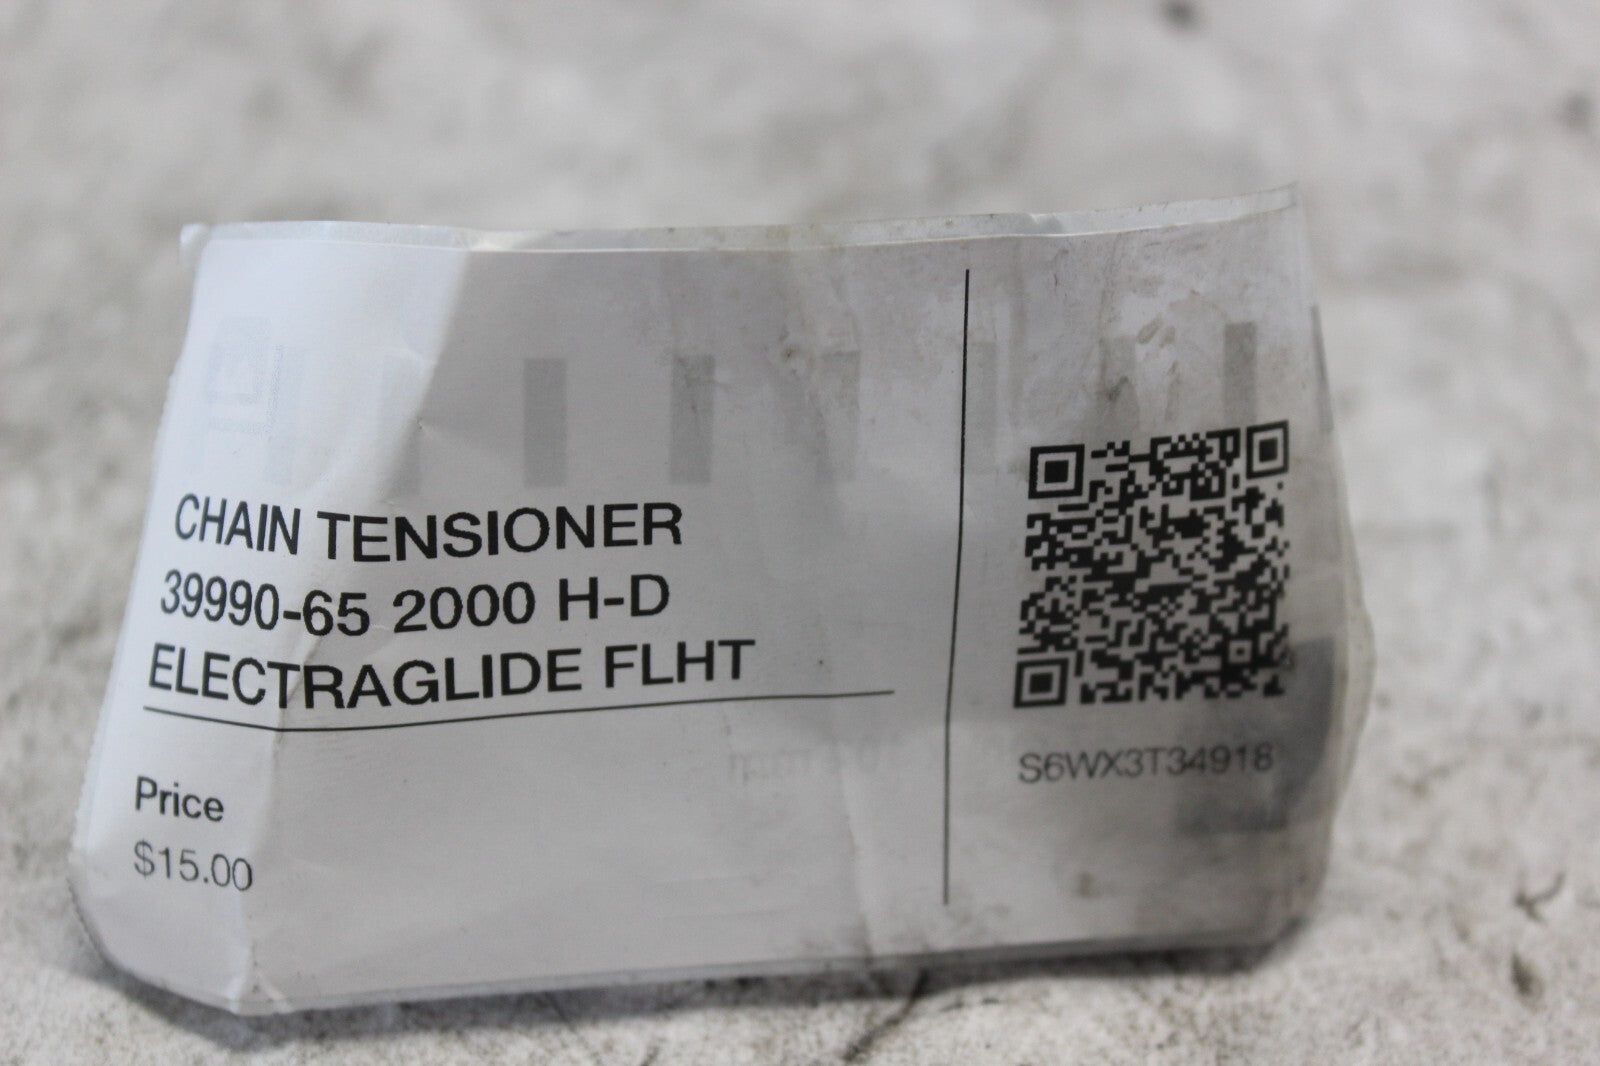 CHAIN TENSIONER
39990-65 2000 H-D
ELECTRAGLIDE FLHT
Price
$15.00
S6WX3T34918